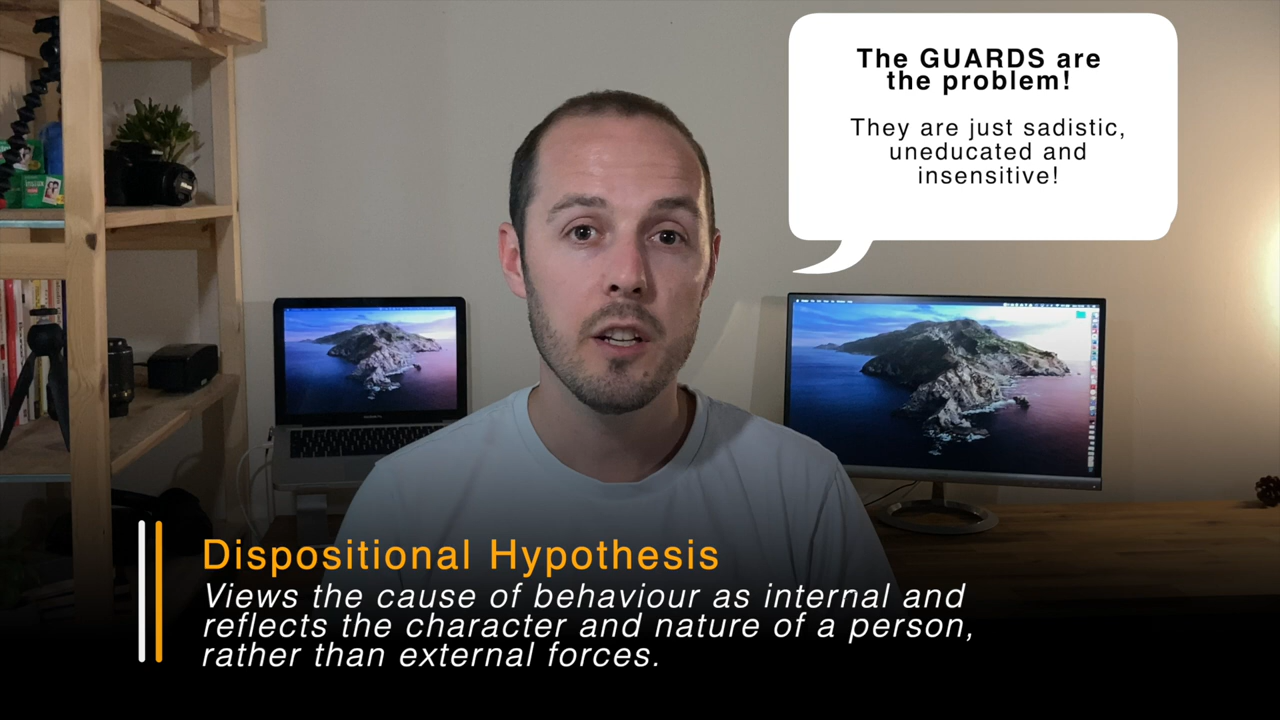 The GUARDS are
the problem!
They are just sadistic,
uneducated and
insensitive!
Dispositional Hypothesis
Views the cause of behaviour as internal and
reflects the character and nature of a person,
rather than external forces.